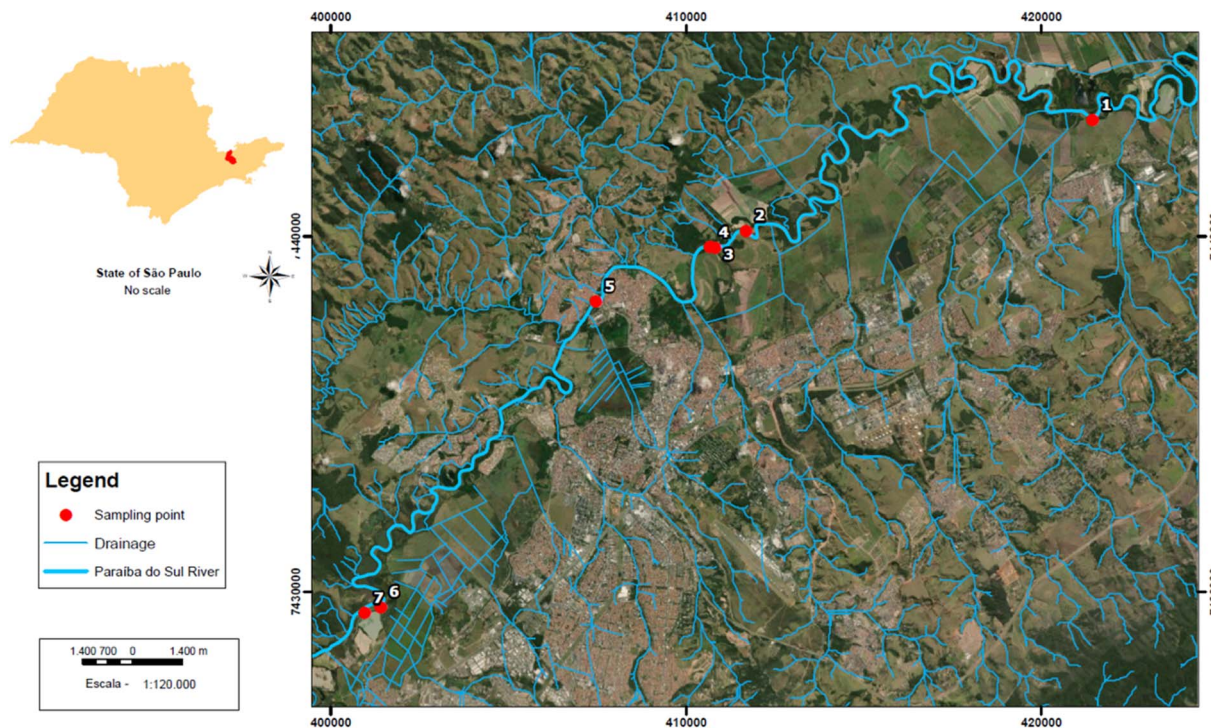 400000
410000
420000
1
2
4
3
5
6
7
7440000
7430000
State of São Paulo
No scale
Legend
Sampling point
Drainage
Paraíba do Sul River
1.400 700 0 1.400 m
Escala - 1:120.000
400000
410000
420000